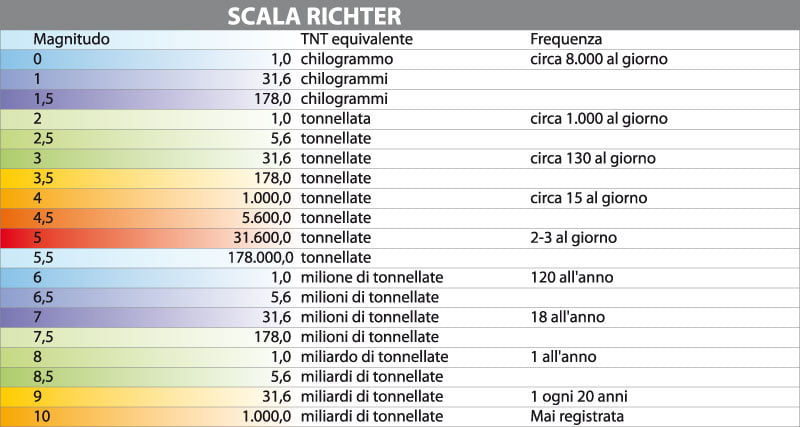 SCALA RICHTER
Magnitudo TNT equivalente Frequenza
0 1,0 chilogrammo circa 8.000 al giorno
1 31,6 chilogrammi
1,5 178,0 chilogrammi
2 1,0 tonnellata circa 1.000 al giorno
2,5 5,6 tonnellate
3 31,6 tonnellate circa 130 al giorno
3,5 178,0 tonnellate
4 1.000,0 tonnellate circa 15 al giorno
4,5 5.600,0 tonnellate
5 31.600,0 tonnellate 2-3 al giorno
5,5 178.000,0 tonnellate
6 1,0 milione di tonnellate 120 all'anno
6,5 5,6 milioni di tonnellate
7 31,6 milioni di tonnellate 18 all'anno
7,5 178,0 milioni di tonnellate
8 1,0 miliardo di tonnellate 1 all'anno
8,5 5,6 miliardi di tonnellate
9 31,6 miliardi di tonnellate 1 ogni 20 anni
10 1.000,0 miliardi di tonnellate Mai registrata